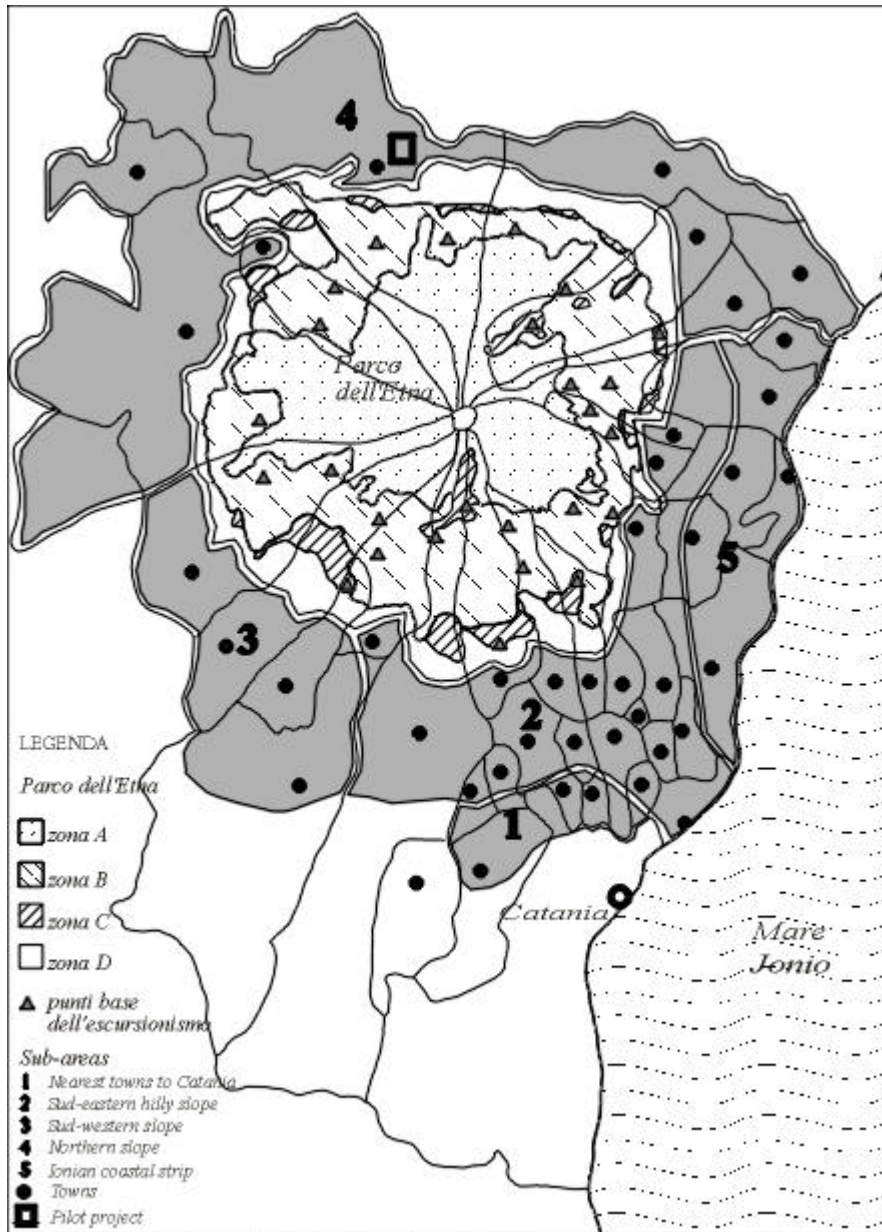 4
Parco
dell'Etna
5
3
2
1
Catania
Mare
Jonio
LEGENDA
Parco dell'Etna
zona A
zona B
zona C
zona D
punti base
dell'escursionismo
Sub-areas
1 Nearest towns to Catania
2 Sud-eastern hilly slope
3 Sud-western slope
4 Northern slope
5 Ionian coastal strip
Towns
Pilot project